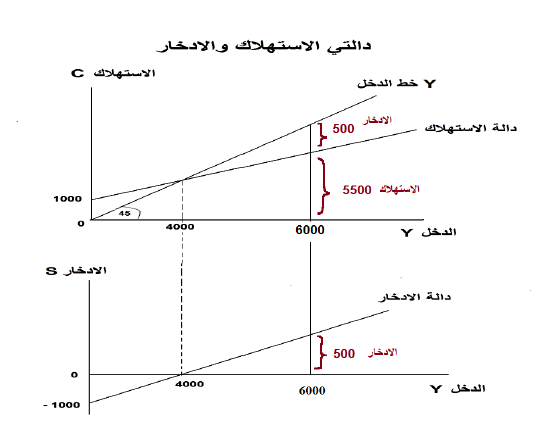 دالتي الاستهلاك والادخار
الاستهلاك C
خط الدخل Y
الادخار 500
دالة الاستهلاك
الاستهلاك 5500
1000
45
0
4000
6000
الدخل Y
الادخار S
دالة الادخار
الادخار 500
0
4000
6000
الدخل Y
- 1000